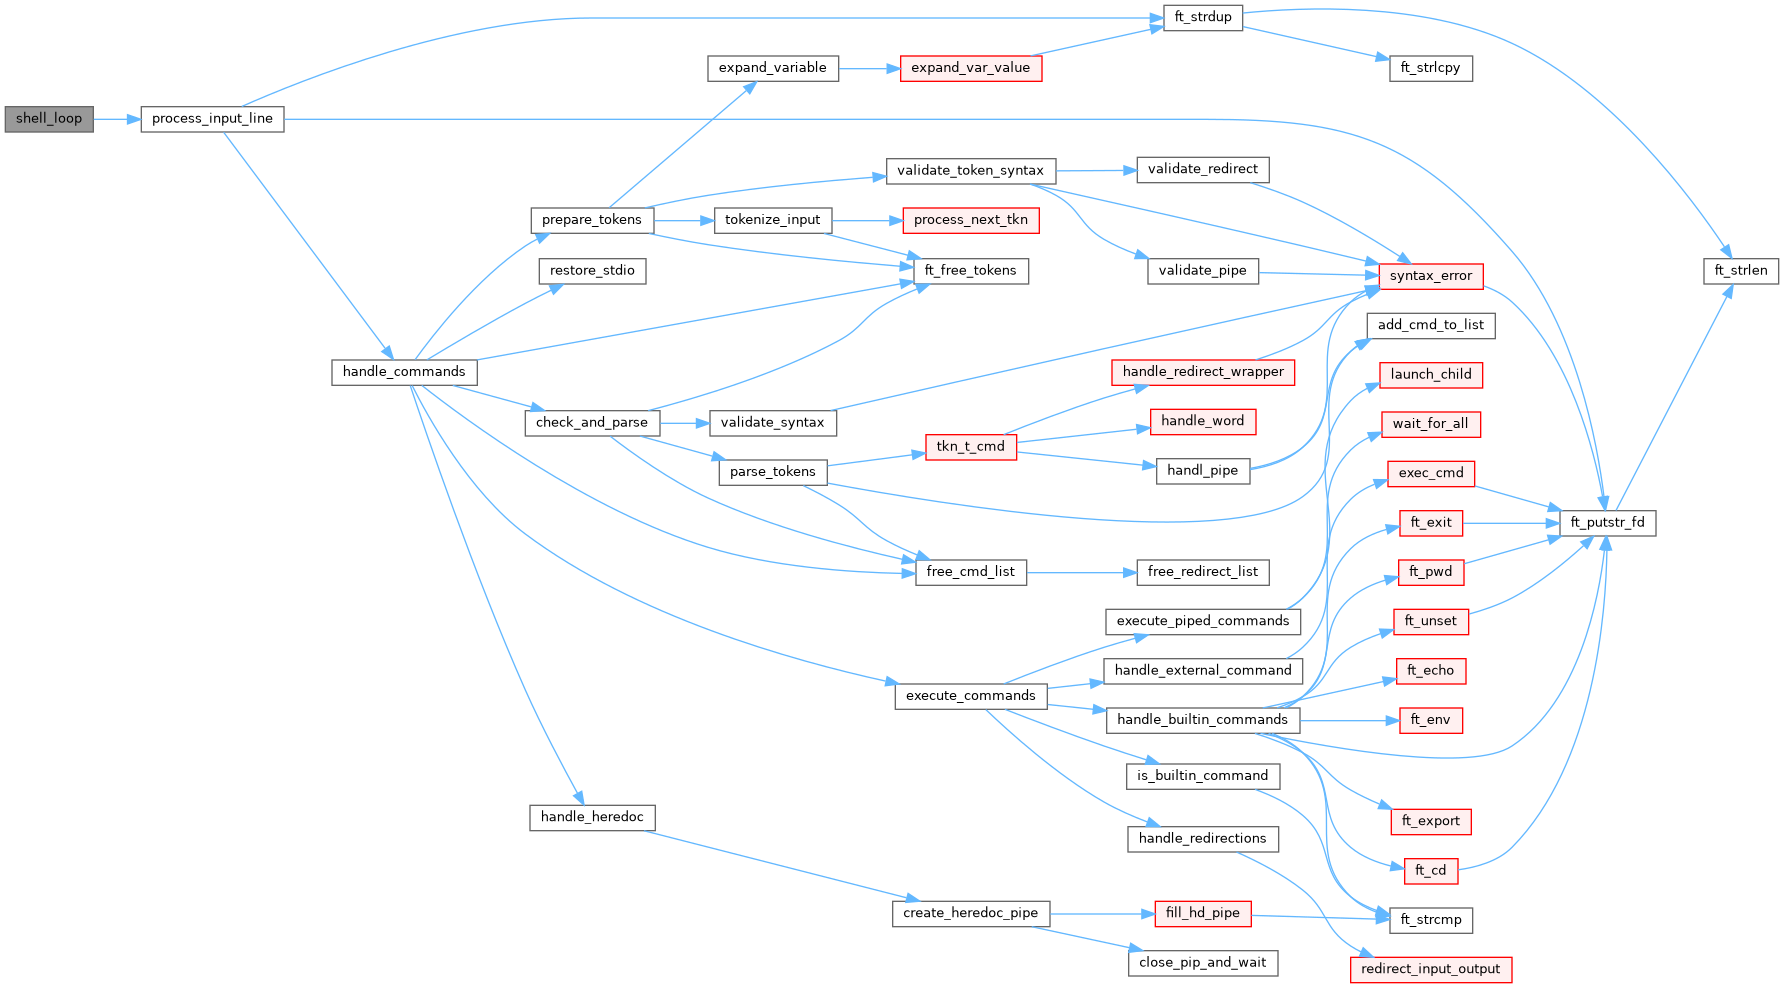 shell_loop
process_input_line
ft_strdup
expand_variable
expand_var_value
ft_strlcpy
validate_token_syntax
validate_redirect
prepare_tokens
tokenize_input
process_next_tkn
restore_stdio
ft_free_tokens
validate_pipe
syntax_error
ft_strlen
add_cmd_to_list
handle_commands
handle_redirect_wrapper
launch_child
check_and_parse
validate_syntax
handle_word
wait_for_all
tkn_t_cmd
parse_tokens
handl_pipe
exec_cmd
ft_exit
ft_putstr_fd
free_cmd_list
free_redirect_list
ft_pwd
execute_piped_commands
ft_unset
handle_external_command
ft_echo
execute_commands
handle_builtin_commands
ft_env
is_builtin_command
handle_heredoc
handle_redirections
ft_export
ft_cd
create_heredoc_pipe
fill_hd_pipe
ft_strcmp
close_pip_and_wait
redirect_input_output